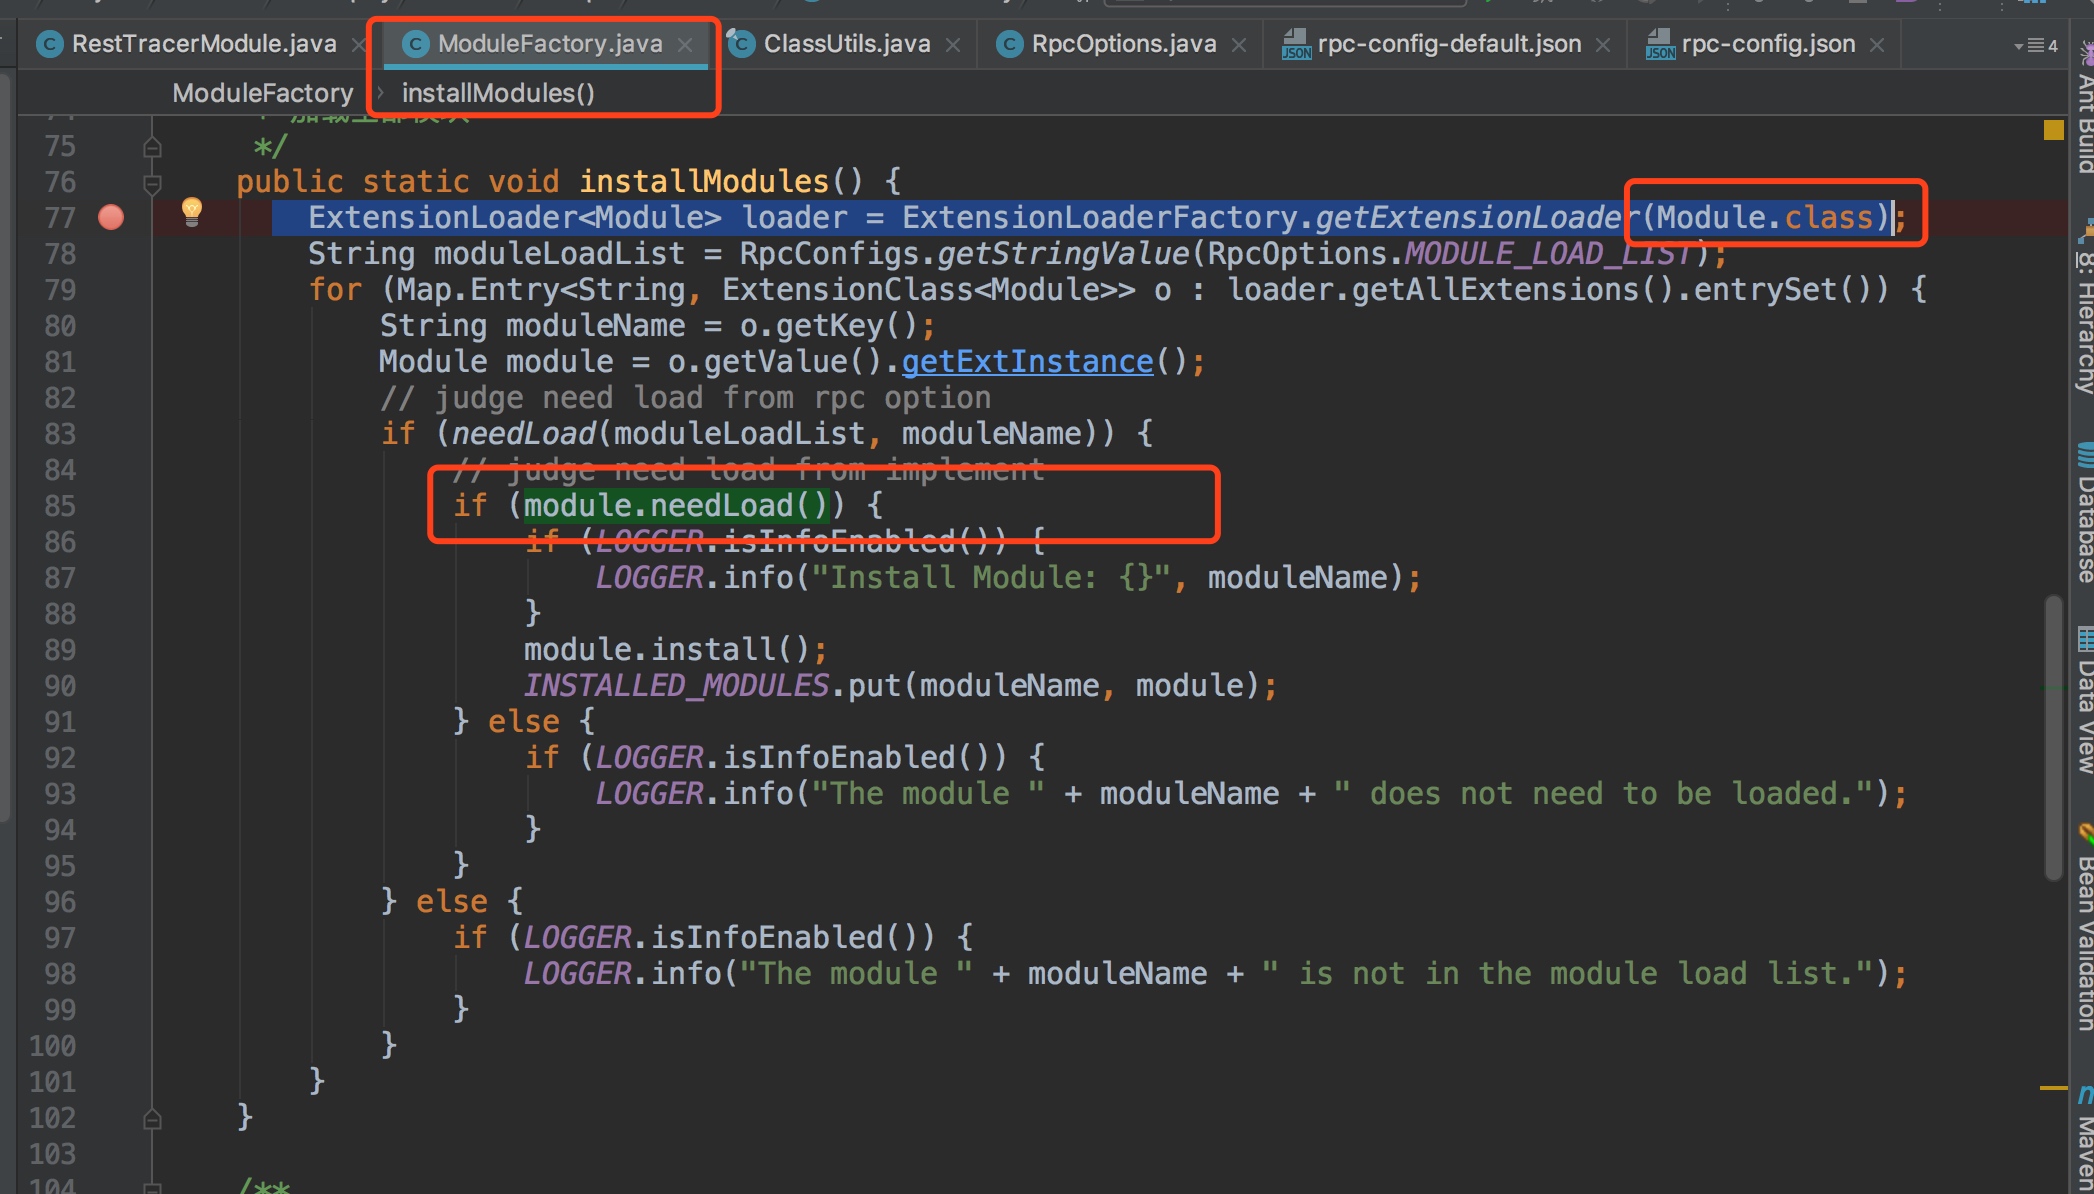 RestTracerModule.java
ModuleFactory.java
ClassUtils.java
RpcOptions.java
rpc-config-default.json
rpc-config.json
4
ModuleFactory
installModules()
75 */
76 public static void installModules() {
77 ExtensionLoader<Module> loader = ExtensionLoaderFactory.getExtensionLoader(Module.class);
78 String moduleLoadList = RpcConfigs.getStringValue(RpcOptions.MODULE_LOAD_LIST);
79 for (Map.Entry<String, ExtensionClass<Module>> o : loader.getAllExtensions().entrySet()) {
80 String moduleName = o.getKey();
81 Module module = o.getValue().getExtInstance();
82 // judge need load from rpc option
83 if (needLoad(moduleLoadList, moduleName)) {
84 // judge need load from implement
85 if (module.needLoad()) {
86 if (LOGGER.isInfoEnabled()) {
87 LOGGER.info("Install Module: {}", moduleName);
88 }
89 module.install();
90 INSTALLED_MODULES.put(moduleName, module);
91 } else {
92 if (LOGGER.isInfoEnabled()) {
93 LOGGER.info("The module " + moduleName + " does not need to be loaded.");
94 }
95 }
96 } else {
97 if (LOGGER.isInfoEnabled()) {
98 LOGGER.info("The module " + moduleName + " is not in the module load list.");
99 }
100 }
101 }
102 }
103
104 /**
Ant Build
8: Hierarchy
Database
Data View
Bean Validation
Maven